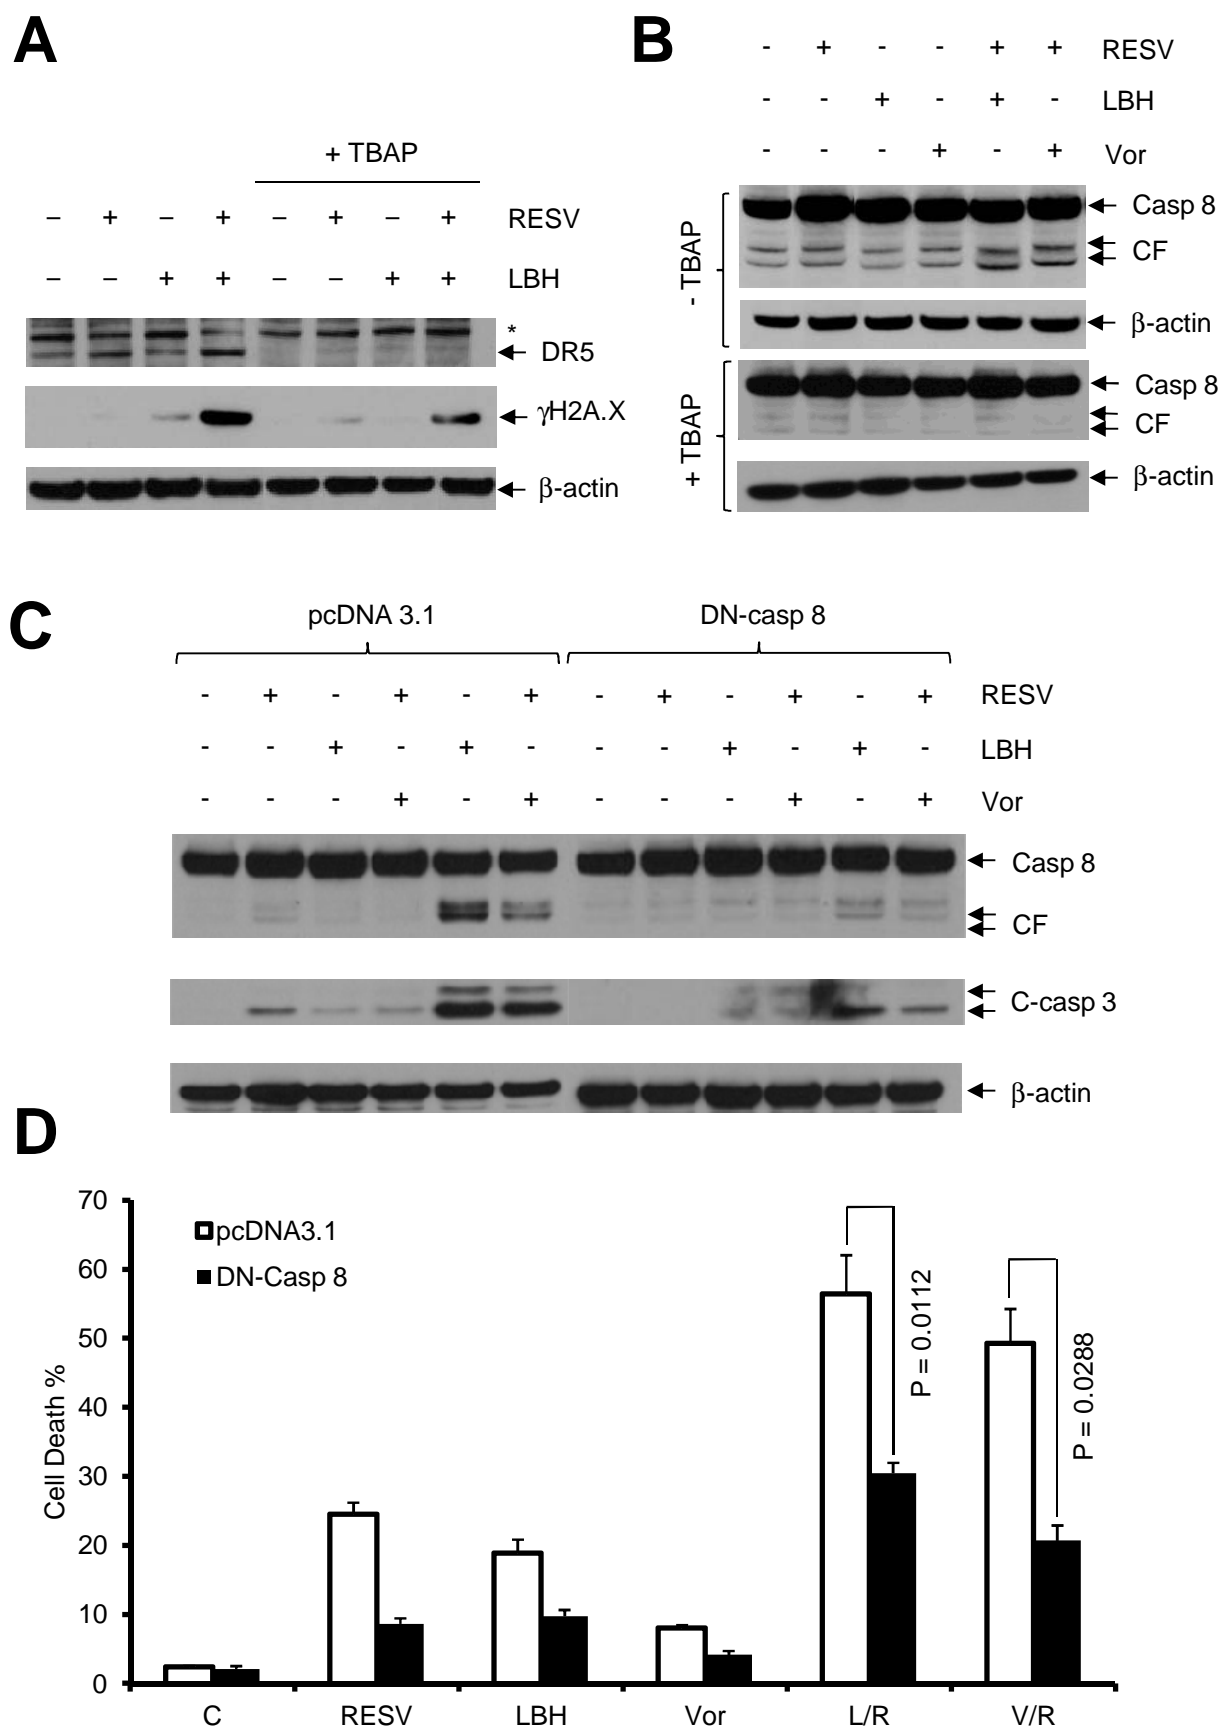 A
+ TBAP
– + – + – + – + RESV
– – + + – – + + LBH
*
DR5
γH2A.X
β-actin
B
- + - - + + RESV
- - + - + - LBH
- - - + - + Vor
- TBAP
Casp 8
CF
β-actin
+ TBAP
Casp 8
CF
β-actin
C
pcDNA 3.1 DN-casp 8
- + - + - + - + - + - + RESV
- - + - + - - - + - + - LBH
- - - + - + - - - + - + Vor
Casp 8
CF
C-casp 3
β-actin
D
Cell Death %
70
60
50
40
30
20
10
0
pcDNA3.1
DN-Casp 8
P = 0.0112
P = 0.0288
C RESV LBH Vor L/R V/R